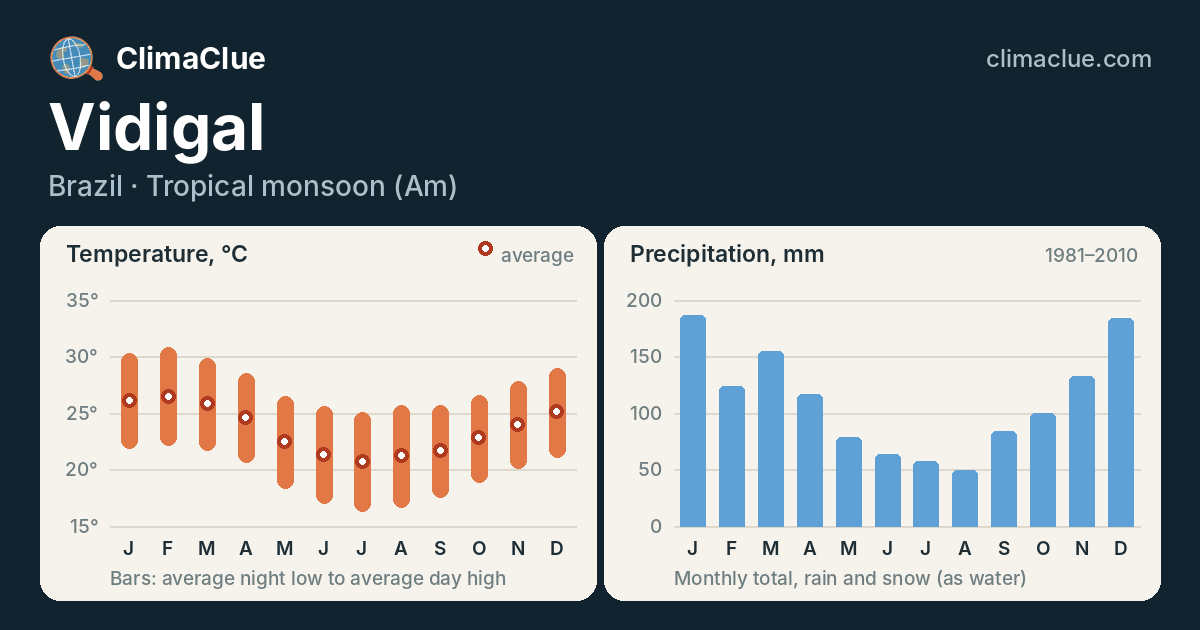 ClimaClue
climaclue.com
Vidigal
Brazil · Tropical monsoon (Am)
Temperature, °C
average
35°
30°
25°
20°
15°
J F M A M J J A S O N D
Bars: average night low to average day high
Precipitation, mm
1981–2010
200
150
100
50
0
J F M A M J J A S O N D
Monthly total, rain and snow (as water)